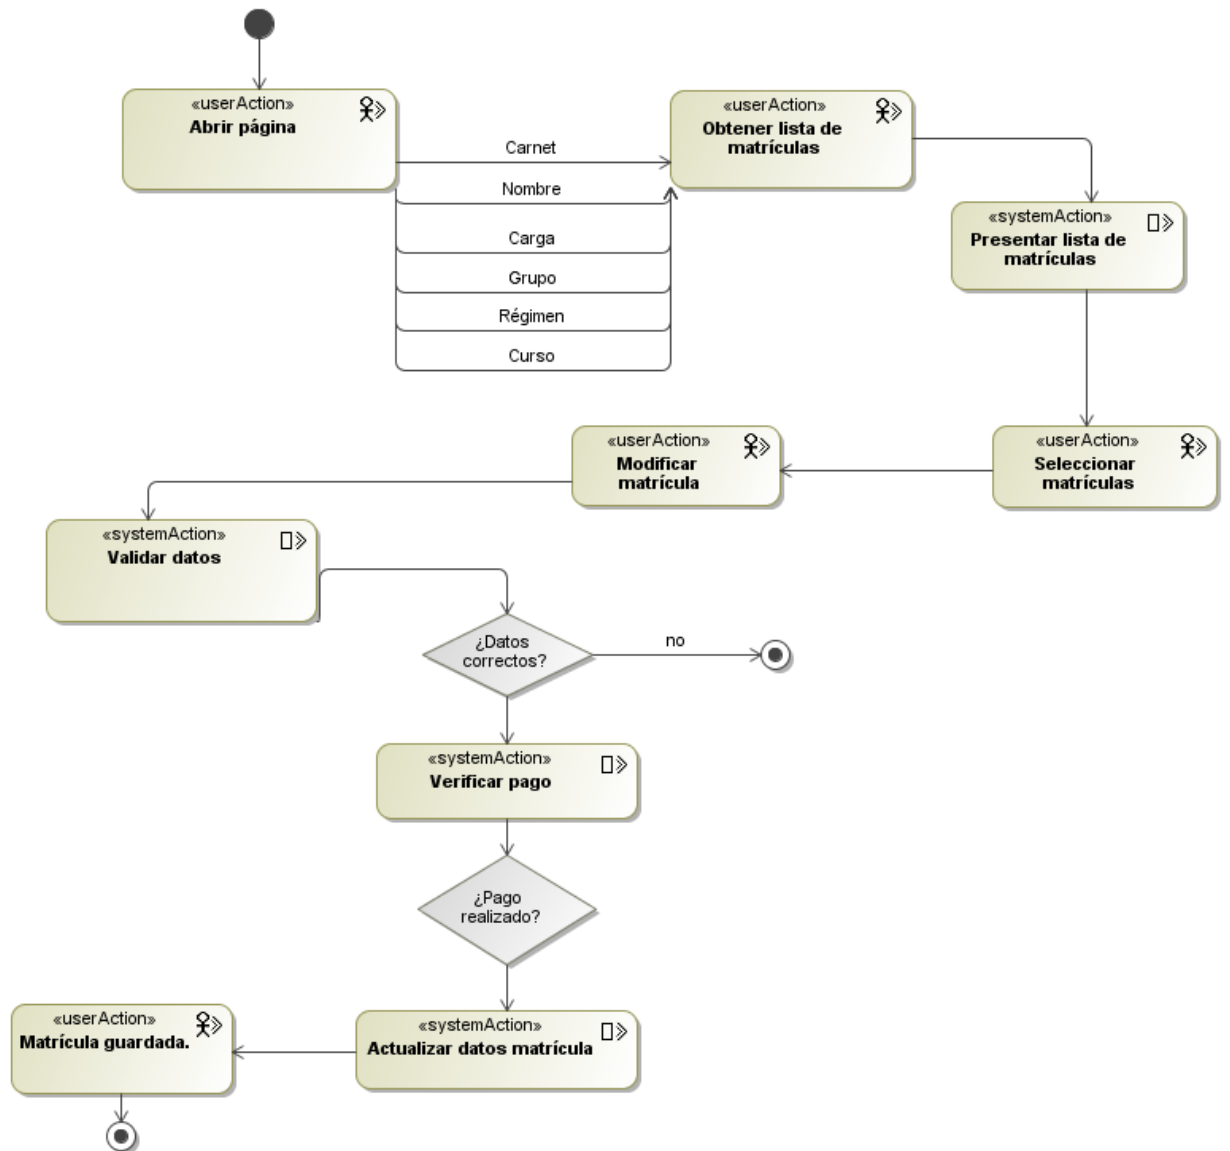 «userAction»
Abrir página
Carnet
Nombre
Carga
Grupo
Régimen
Curso
«userAction»
Obtener lista de
matrículas
«systemAction»
Presentar lista de
matrículas
«userAction»
Seleccionar
matrículas
«userAction»
Modificar
matrícula
«systemAction»
Validar datos
¿Datos
correctos?
no
«systemAction»
Verificar pago
¿Pago
realizado?
«systemAction»
Actualizar datos matrícula
«userAction»
Matrícula guardada.